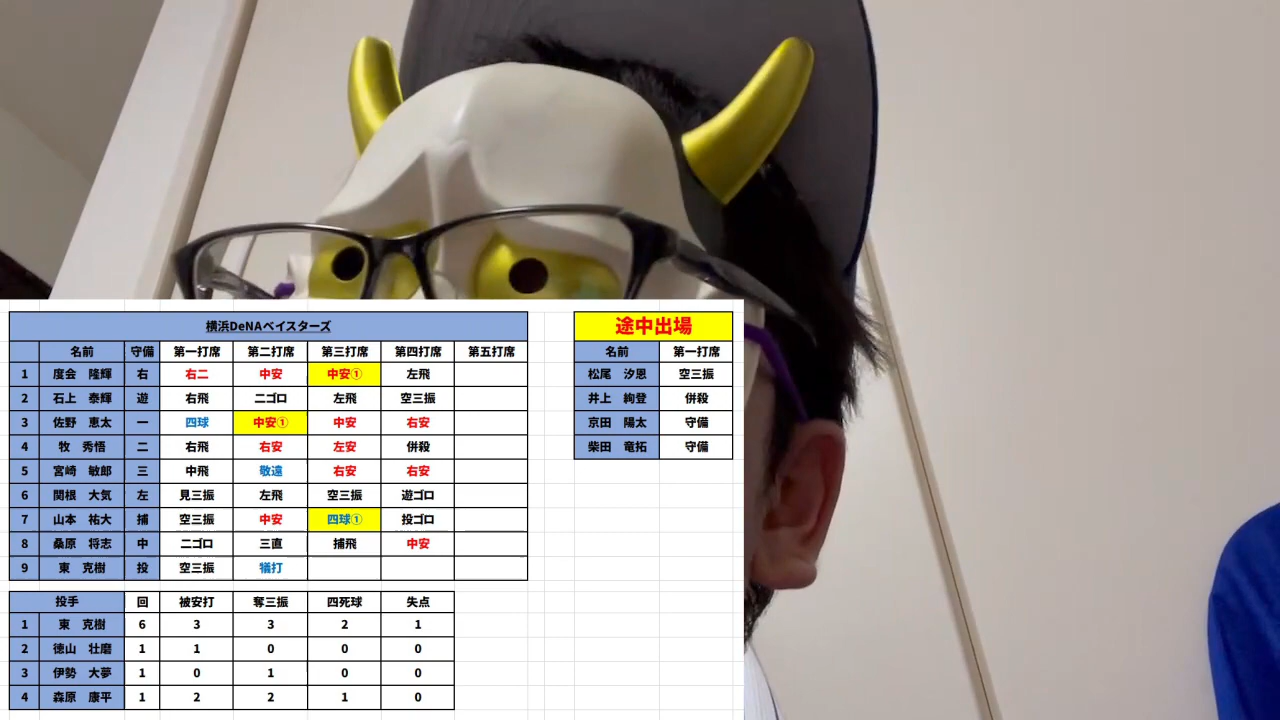 横浜DeNAベイスターズ
名前 守備 第一打席 第二打席 第三打席 第四打席 第五打席
1 度会 隆輝 右 右二 中安 中安① 左飛
2 石上 泰輝 遊 右飛 二ゴロ 左飛 空三振
3 佐野 恵太 一 四球 中安① 中安 右安
4 牧 秀悟 二 右飛 右安 左安 併殺
5 宮﨑 敏郎 三 中飛 敬遠 右安 右安
6 関根 大気 左 見三振 左飛 空三振 遊ゴロ
7 山本 祐大 捕 空三振 中安 四球① 投ゴロ
8 桑原 将志 中 二ゴロ 三直 捕飛 中安
9 東 克樹 投 空三振 犠打
途中出場
名前 第一打席
松尾 汐恩 空三振
井上 絢登 併殺
京田 陽太 守備
柴田 竜拓 守備
投手 回 被安打 奪三振 四死球 失点
1 東 克樹 6 3 3 2 1
2 徳山 壮磨 1 1 0 0 0
3 伊勢 大夢 1 0 1 0 0
4 森原 康平 1 2 2 1 0